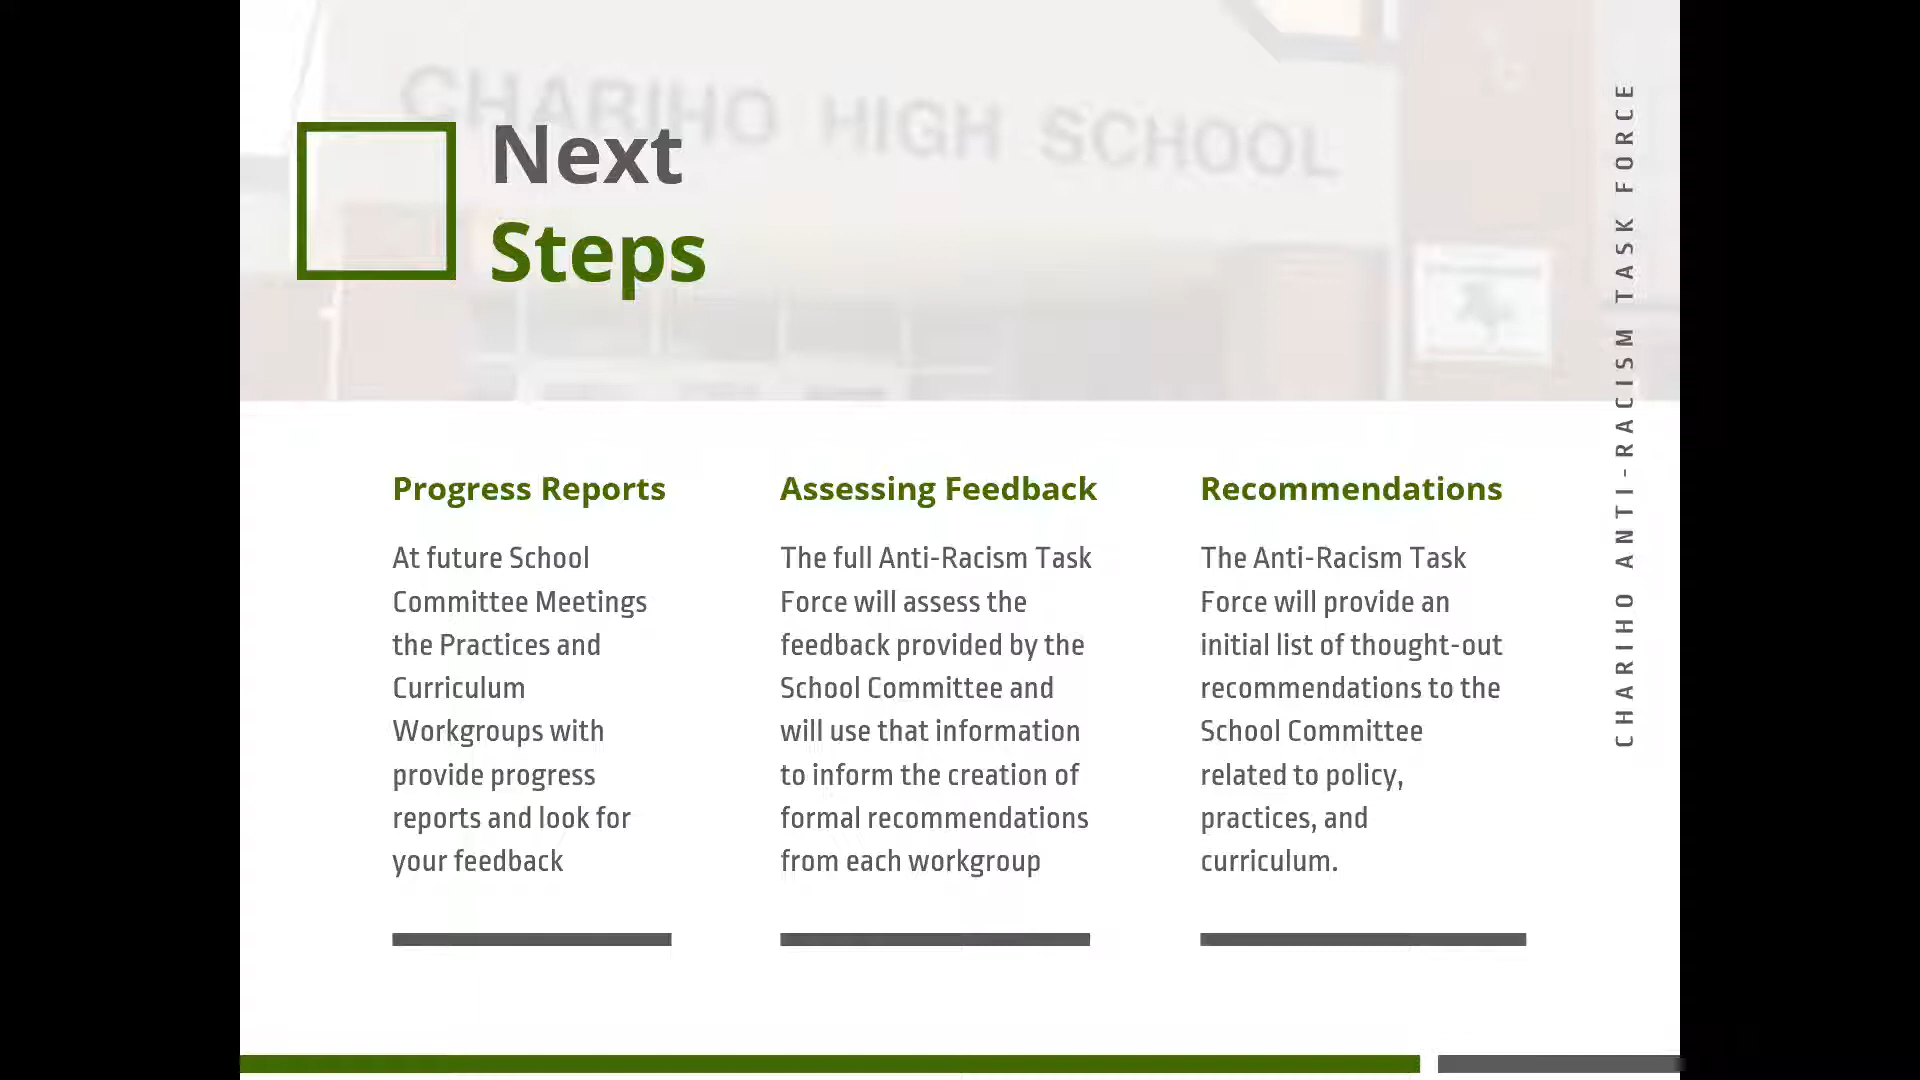 CHARIHO HIGH SCHOOL
Next
Steps
CHARIHO ANTI-RACISM TASK FORCE
Progress Reports
At future School
Committee Meetings
the Practices and
Curriculum
Workgroups with
provide progress
reports and look for
your feedback
Assessing Feedback
The full Anti-Racism Task
Force will assess the
feedback provided by the
School Committee and
will use that information
to inform the creation of
formal recommendations
from each workgroup
Recommendations
The Anti-Racism Task
Force will provide an
initial list of thought-out
recommendations to the
School Committee
related to policy,
practices, and
curriculum.